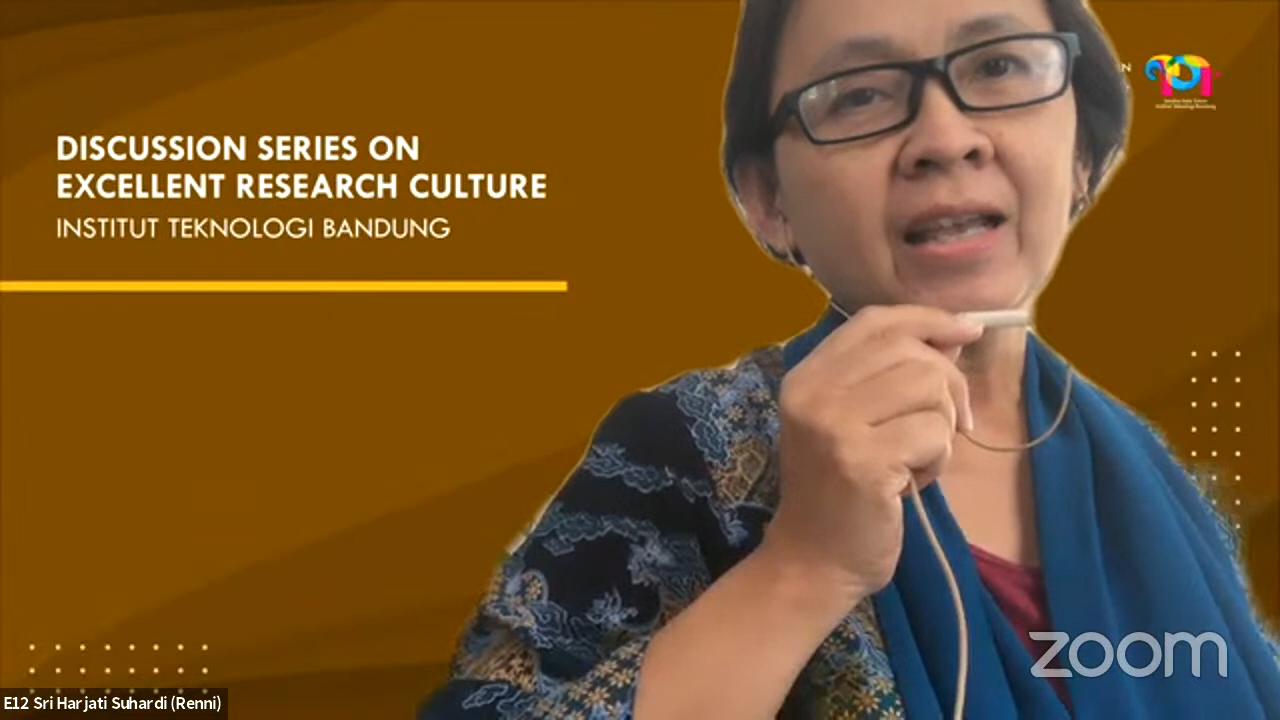 DISCUSSION SERIES ON
EXCELLENT RESEARCH CULTURE
INSTITUT TEKNOLOGI BANDUNG
zoom
E12 Sri Harjati Suhardi (Renni)